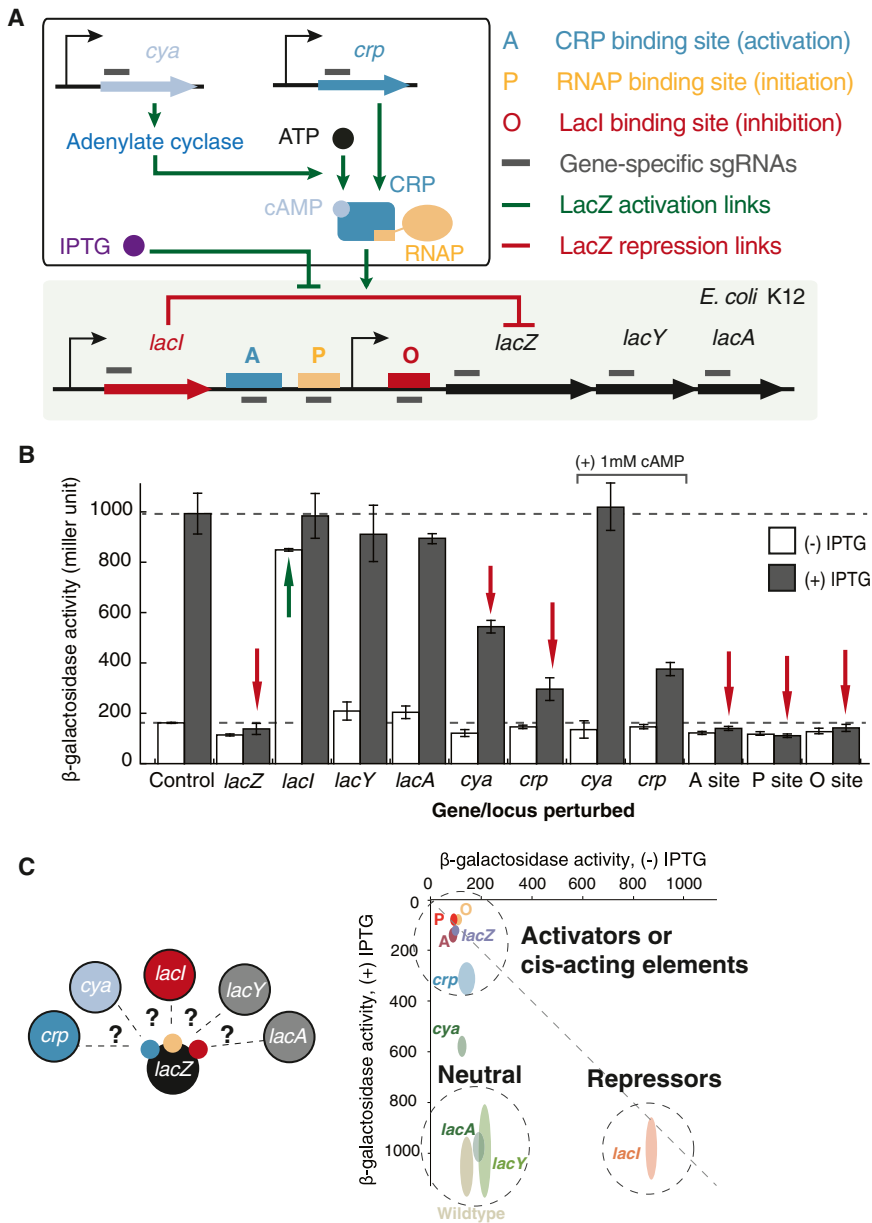 A
cya
crp
Adenylate cyclase
ATP
CRP
cAMP
RNAP
IPTG
A CRP binding site (activation)
P RNAP binding site (initiation)
O LacI binding site (inhibition)
Gene-specific sgRNAs
LacZ activation links
LacZ repression links
E. coli K12
lacI
A
P
O
lacZ
lacY
lacA
B
(+) 1mM cAMP
β-galactosidase activity (miller unit)
1000
800
600
400
200
0
(-) IPTG
(+) IPTG
Control lacZ lacI lacY lacA cya crp cya crp A site P site O site
Gene/locus perturbed
C
crp
cya
lacI
lacY
lacA
lacZ
? ? ? ?
β-galactosidase activity, (-) IPTG
0 200 400 600 800 1000
β-galactosidase activity, (+) IPTG
0
200
400
600
800
1000
P
O
A
lacZ
Activators or
cis-acting elements
crp
cya
Neutral
Repressors
lacA
lacY
lacI
Wildtype